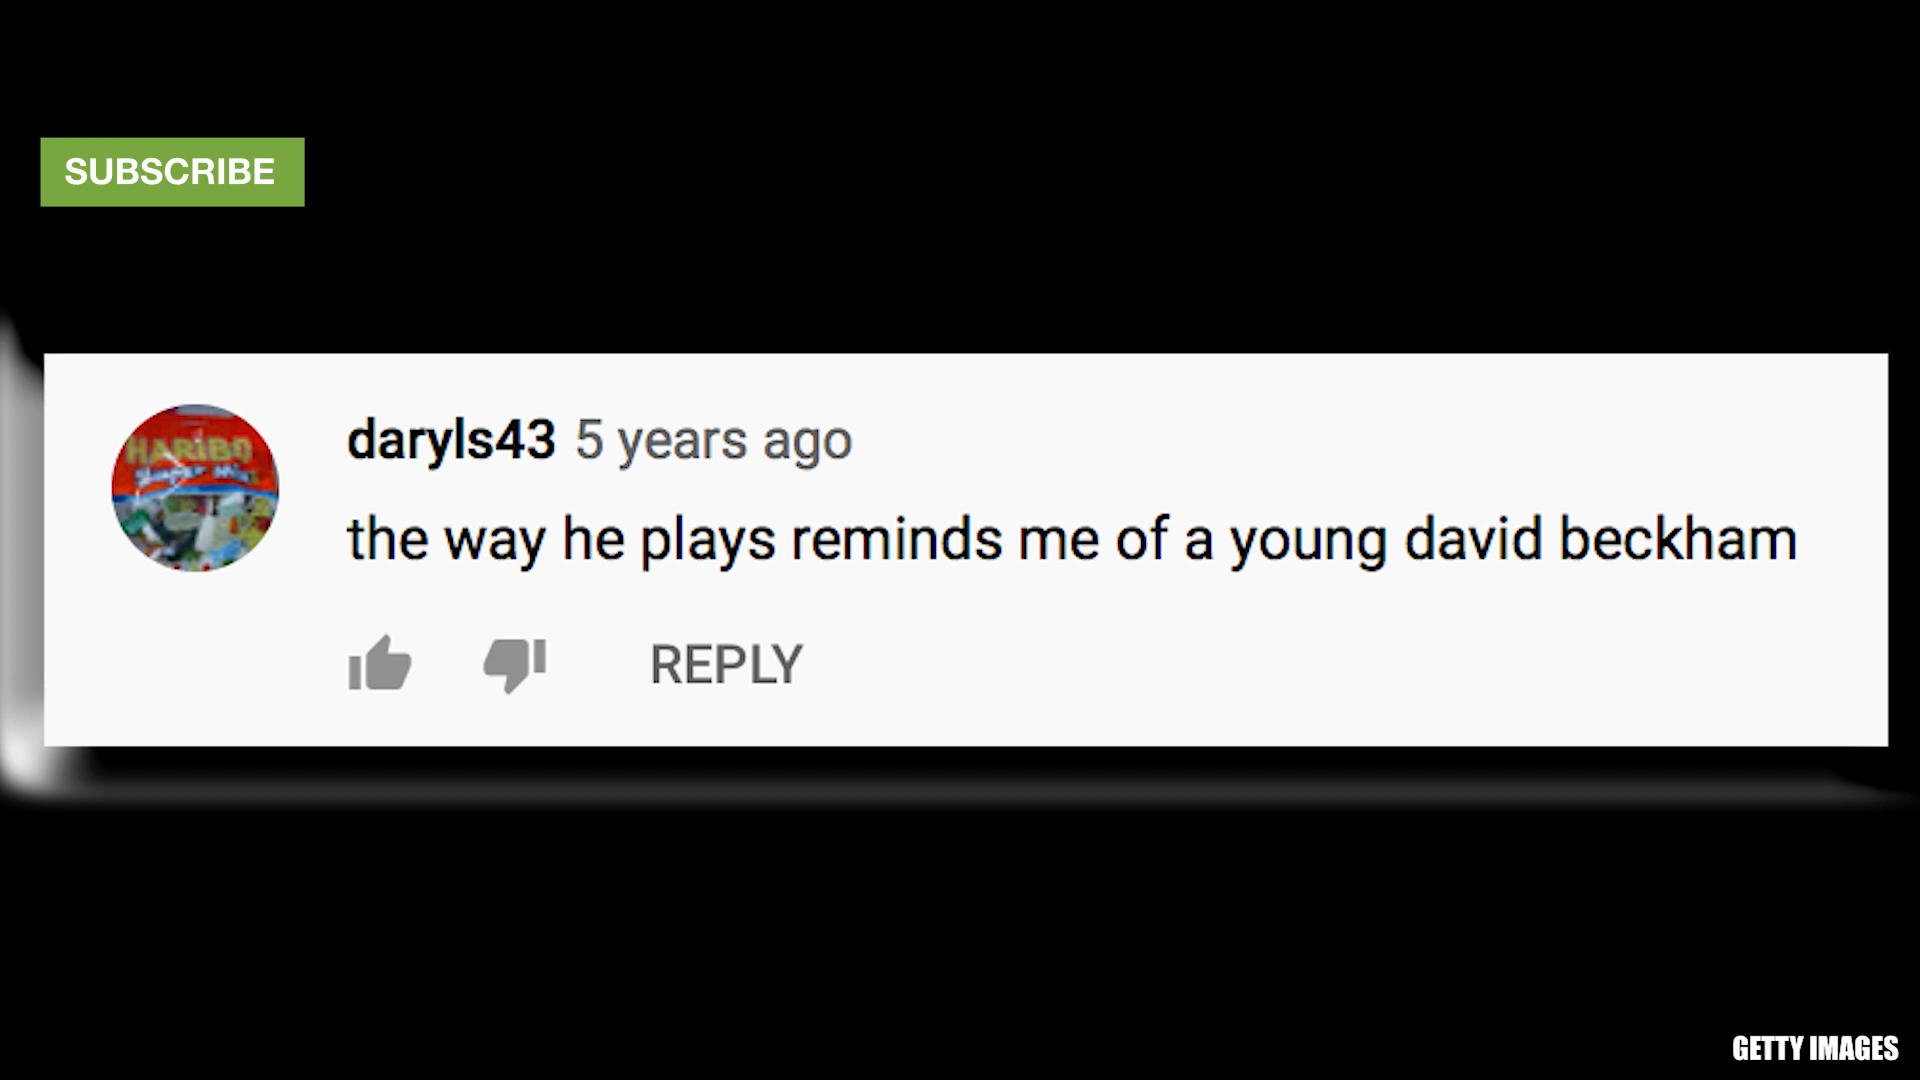 SUBSCRIBE
HARIBO
daryls43 5 years ago
the way he plays reminds me of a young david beckham
REPLY
GETTY IMAGES